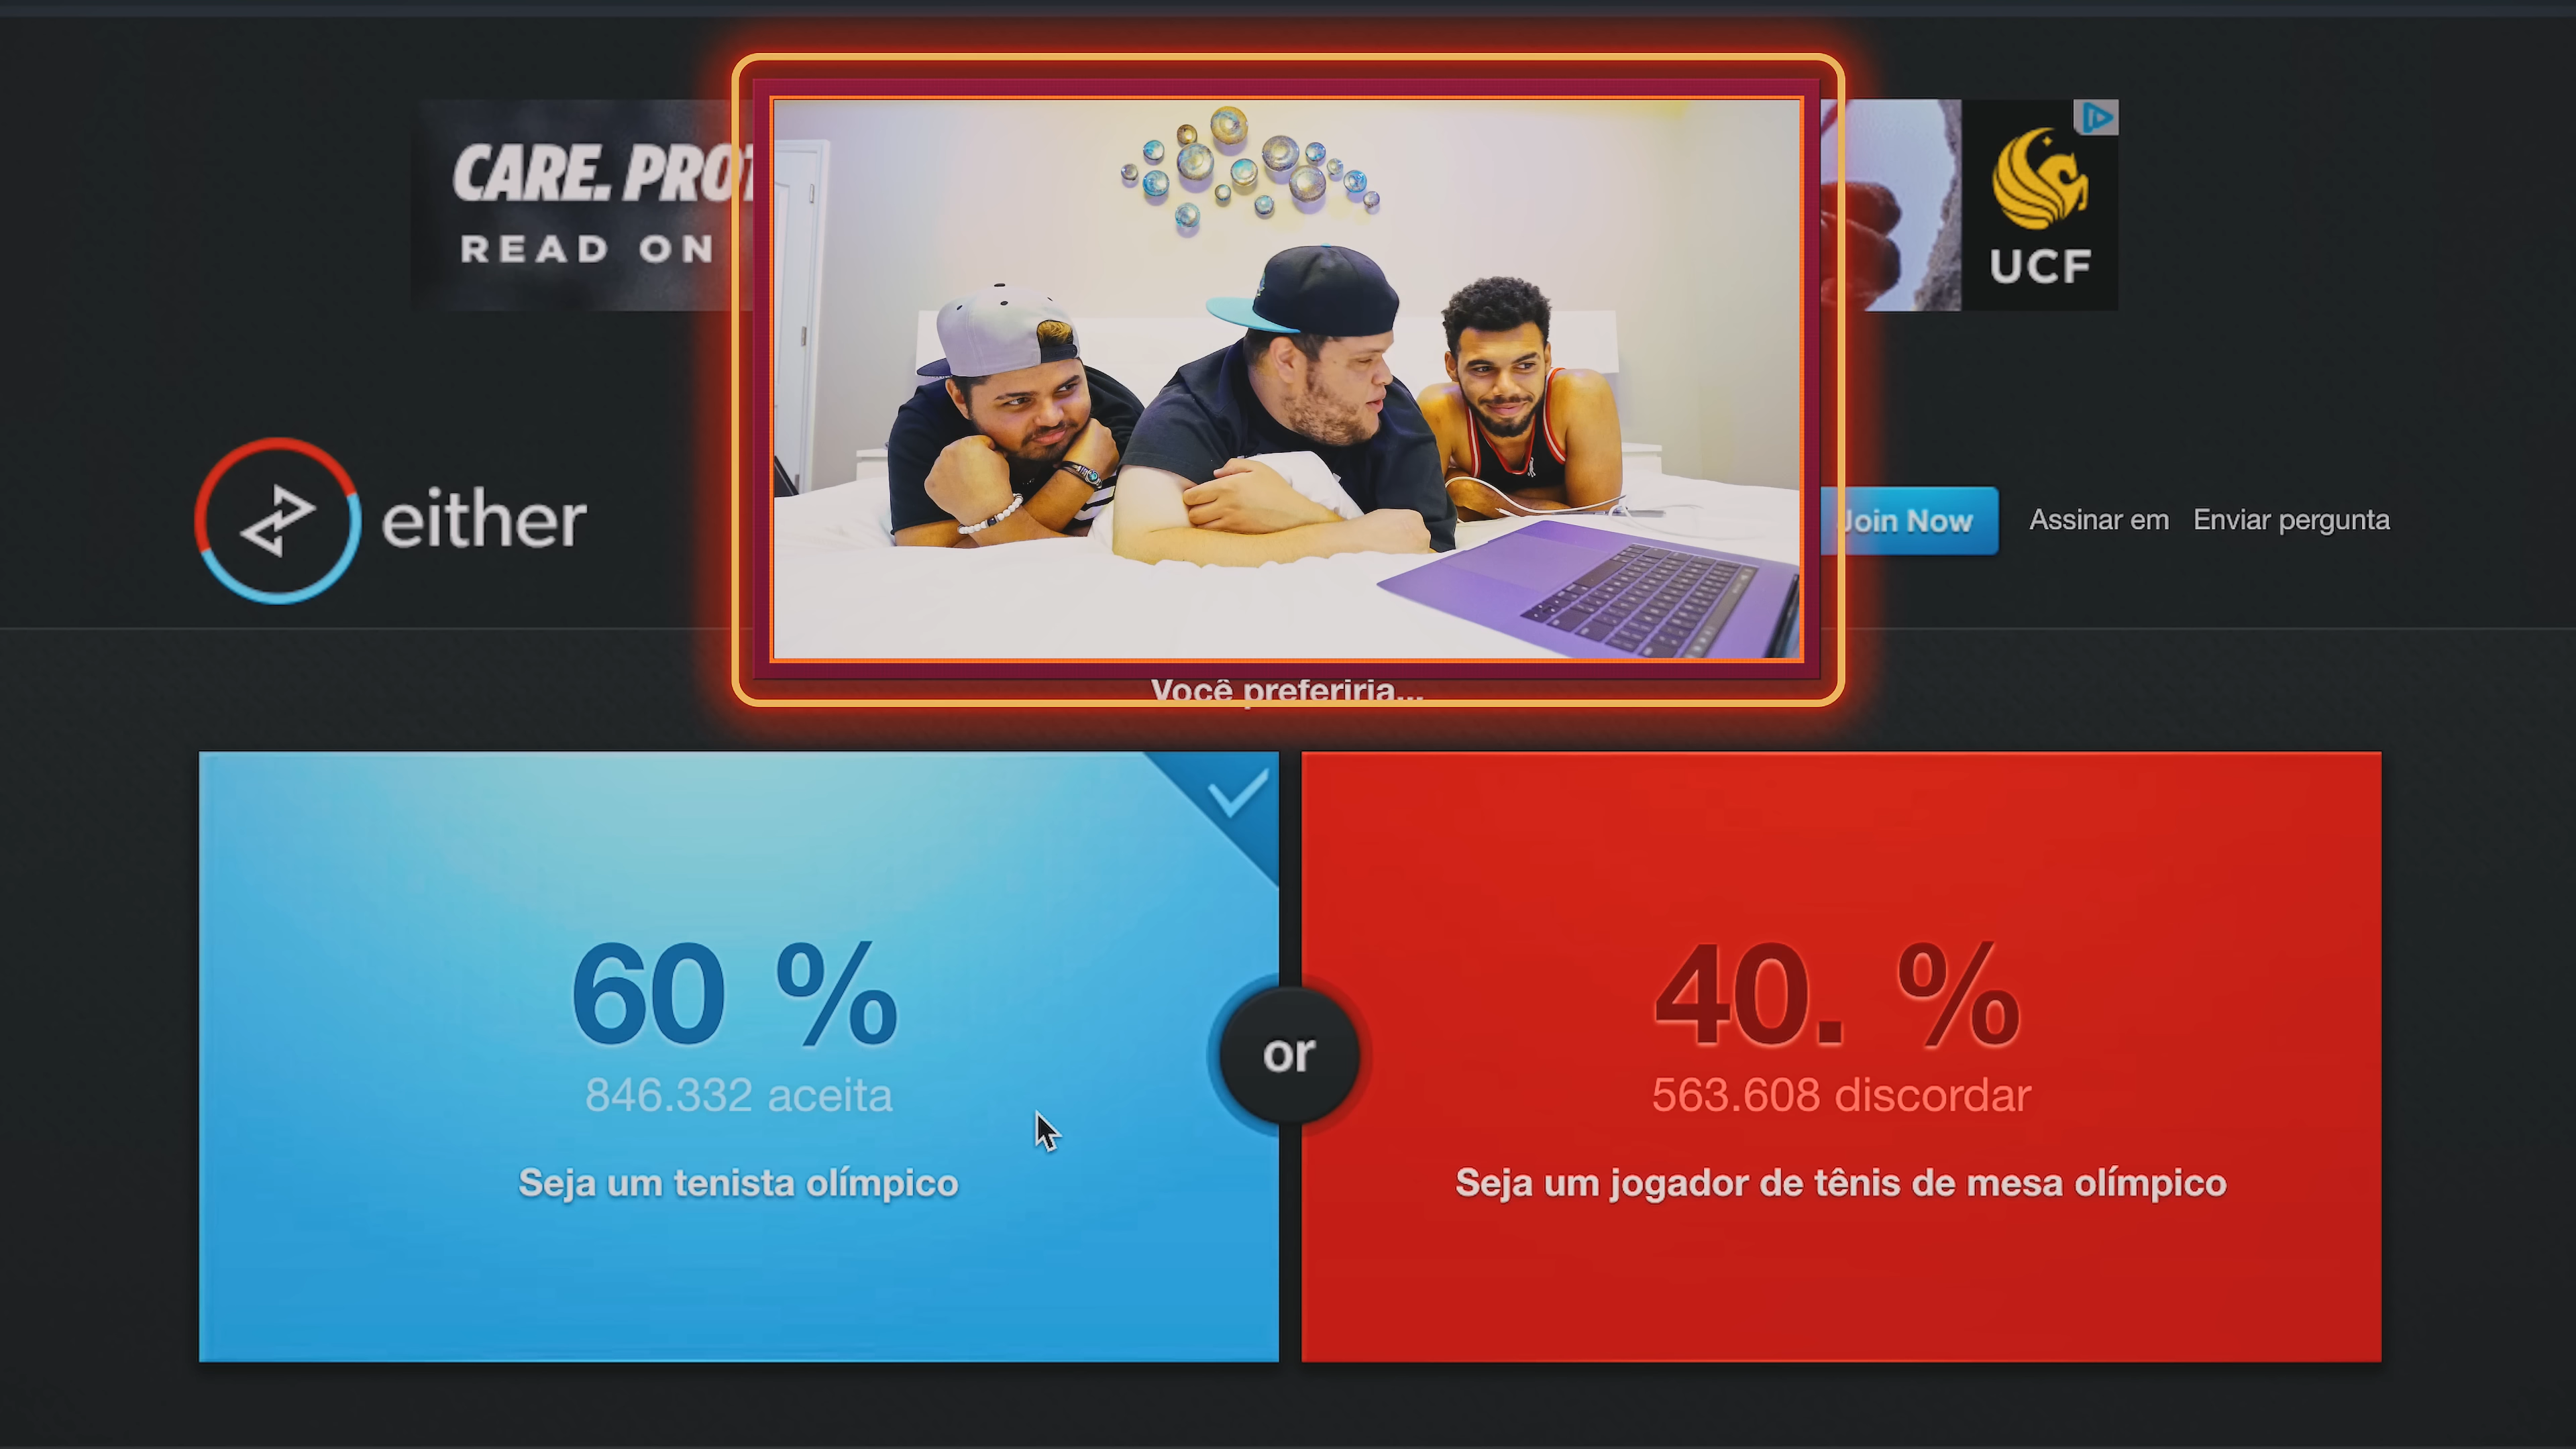 CARE. PROT
READ ON
UCF
either
Join Now
Assinar em
Enviar pergunta
Você preferiria...
60 %
846.332 aceita
Seja um tenista olímpico
or
40. %
563.608 discordar
Seja um jogador de tênis de mesa olímpico